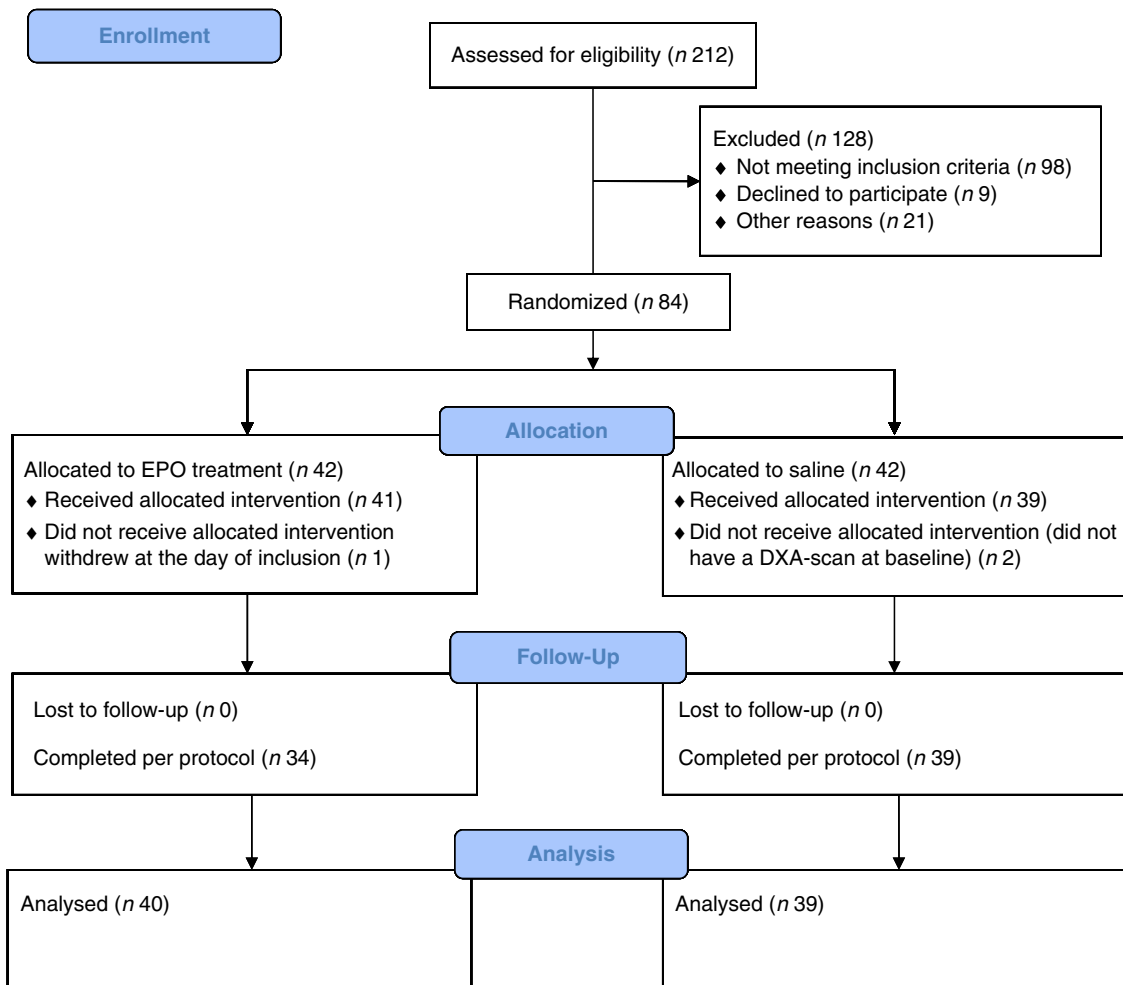 Enrollment
Assessed for eligibility (n 212)
Excluded (n 128)
♦ Not meeting inclusion criteria (n 98)
♦ Declined to participate (n 9)
♦ Other reasons (n 21)
Randomized (n 84)
Allocation
Allocated to EPO treatment (n 42)
♦ Received allocated intervention (n 41)
♦ Did not receive allocated intervention
withdrew at the day of inclusion (n 1)
Allocated to saline (n 42)
♦ Received allocated intervention (n 39)
♦ Did not receive allocated intervention (did not
have a DXA-scan at baseline) (n 2)
Follow-Up
Lost to follow-up (n 0)
Completed per protocol (n 34)
Lost to follow-up (n 0)
Completed per protocol (n 39)
Analysis
Analysed (n 40)
Analysed (n 39)